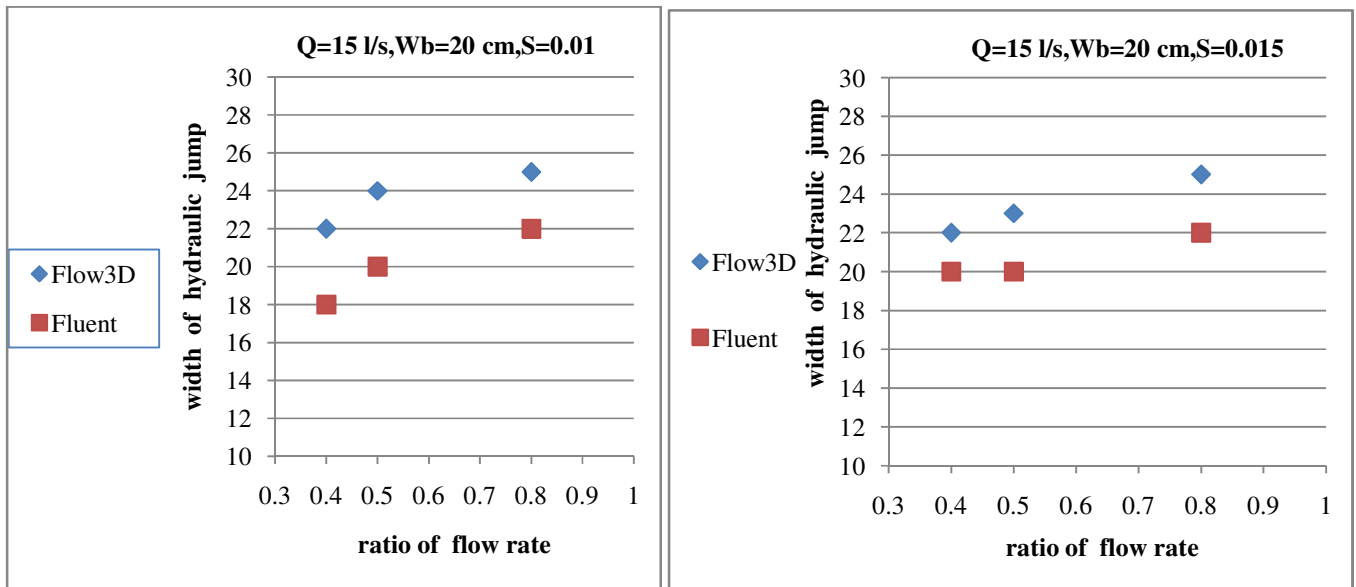 Q=15 l/s,Wb=20 cm,S=0.01
width of hydraulic jump
30
28
26
24
22
20
18
16
14
12
10
0.3 0.4 0.5 0.6 0.7 0.8 0.9 1
ratio of flow rate
Flow3D
Fluent
Q=15 l/s,Wb=20 cm,S=0.015
width of hydraulic jump
30
28
26
24
22
20
18
16
14
12
10
0.3 0.4 0.5 0.6 0.7 0.8 0.9 1
ratio of flow rate
Flow3D
Fluent